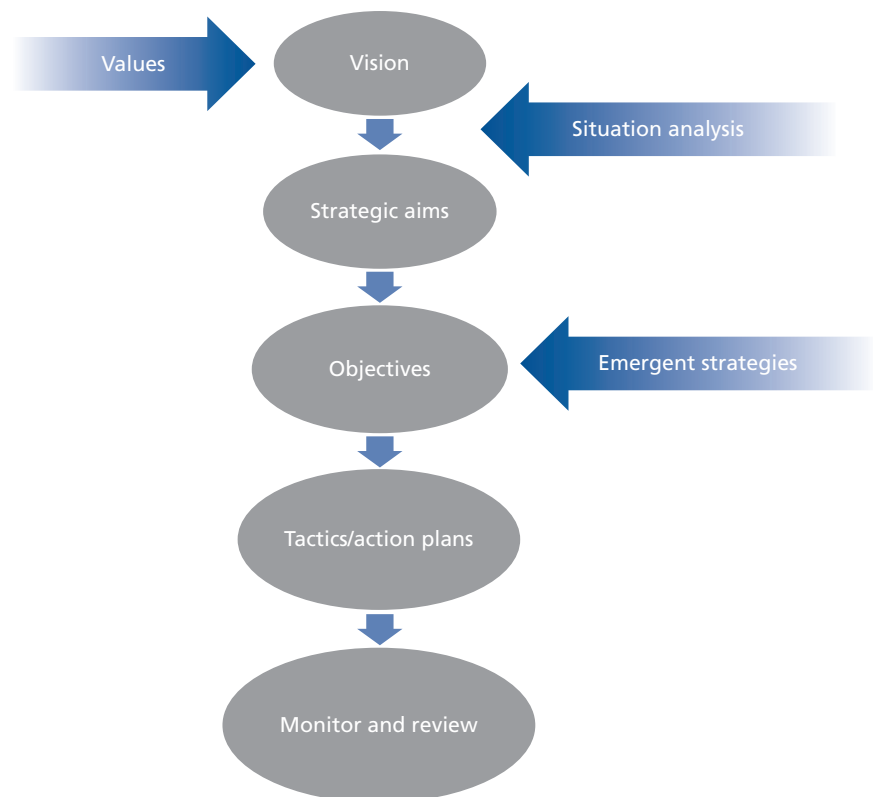 Values
Vision
Situation analysis
Strategic aims
Objectives
Emergent strategies
Tactics/action plans
Monitor and review